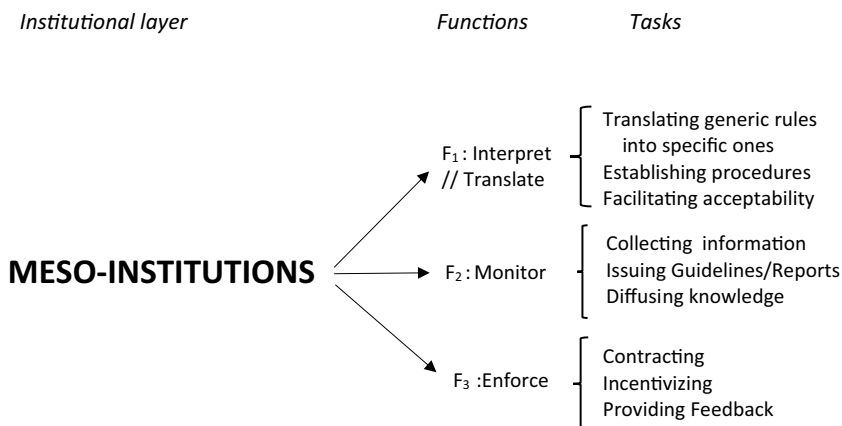 Institutional layer Functions Tasks
Translating generic rules
into specific ones
Establishing procedures
Facilitating acceptability
F₁: Interpret
// Translate
Collecting information
Issuing Guidelines/Reports
Diffusing knowledge
MESO-INSTITUTIONS
F₂: Monitor
Contracting
Incentivizing
Providing Feedback
F₃ :Enforce